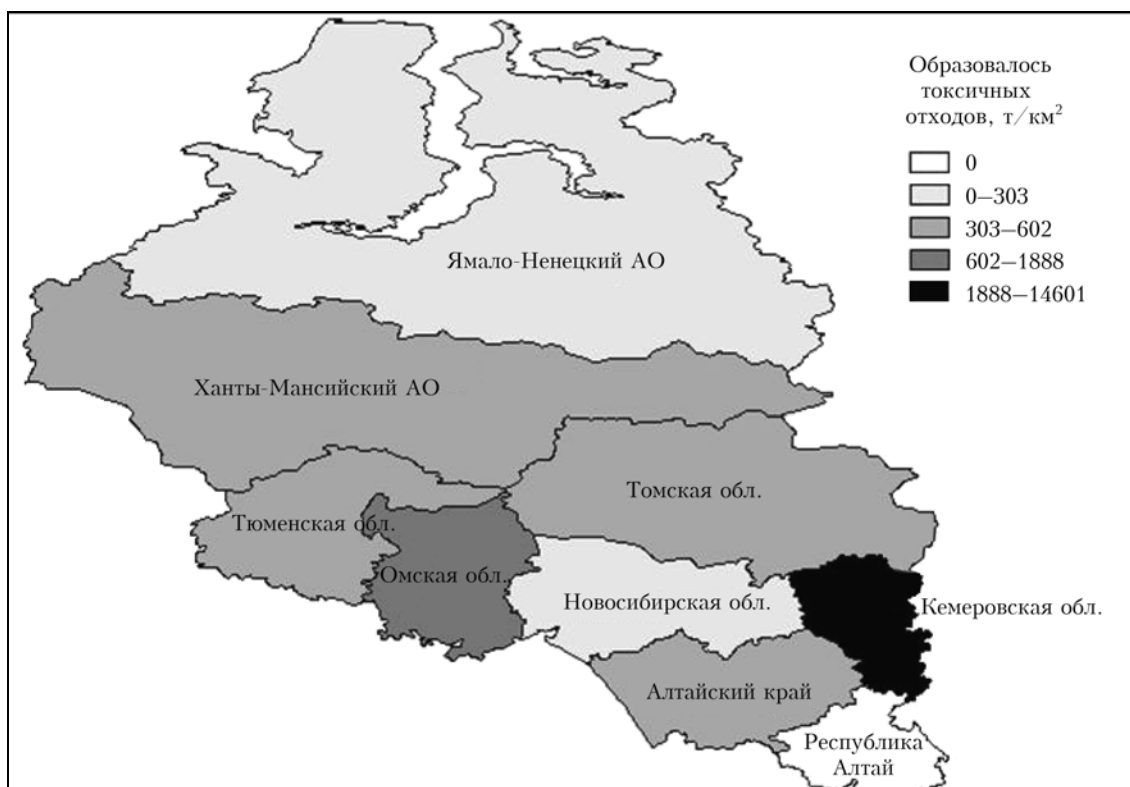 Образовалось
токсичных
отходов, т/км²
0
0–303
303–602
602–1888
1888–14601
Ямало-Ненецкий АО
Ханты-Мансийский АО
Томская обл.
Тюменская обл.
Омская обл.
Новосибирская обл.
Кемеровская обл.
Алтайский край
Республика
Алтай